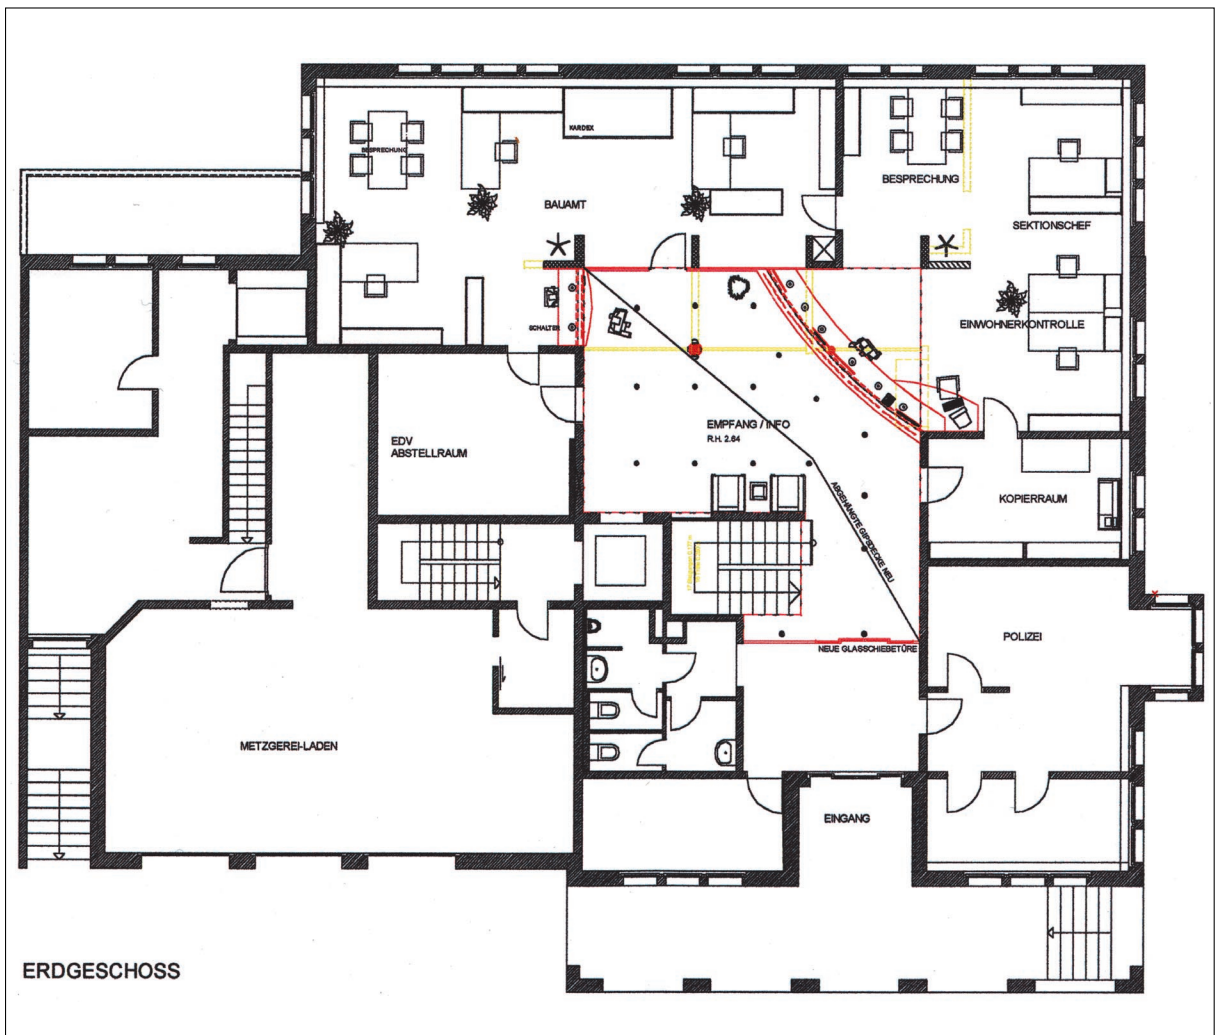 KARDEX
BESPRECHUNG
BESPRECHUNG
BAUAMT
SEKTIONSCHEF
SCHALTER
EINWOHNERKONTROLLE
EMPFANG / INFO
R.H. 2.64
EDV
ABSTELLRAUM
ABGEHÄNGTE GIPSDECKE NEU
KOPIERRAUM
POLIZEI
NEUE GLASSCHIEBETÜRE
METZGEREI-LADEN
EINGANG
ERDGESCHOSS